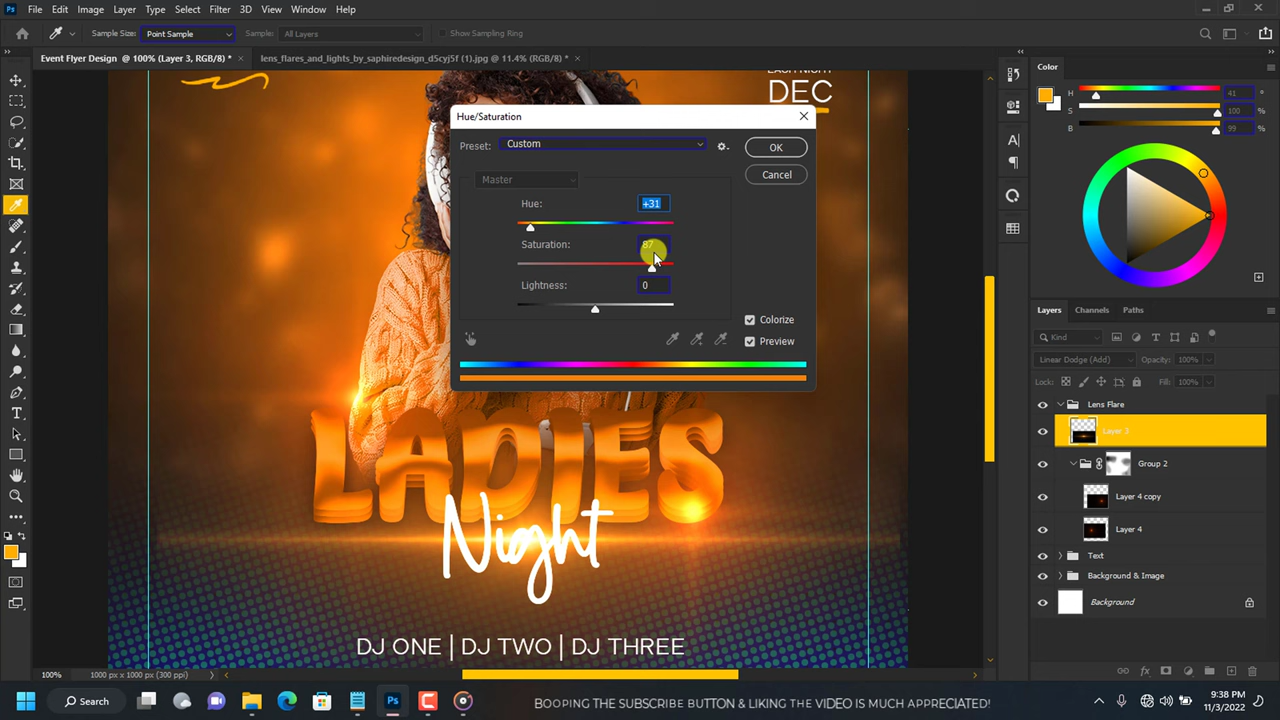 Ps File Edit Image Layer Type Select Filter 3D View Window Help
Sample Size: Point Sample Sample: All Layers Show Sampling Ring
Event Flyer Design @ 100% (Layer 3, RGB/8) * × lens_flares_and_lights_by_saphiredesign_d5cyj5f (1).jpg @ 11.4% (RGB/8) * ×
EACH NIGHT
DEC
Hue/Saturation
Preset: Custom
OK
Cancel
Master
Hue: +31
Saturation: 87
Lightness: 0
Colorize
Preview
LADIES
Night
DJ ONE | DJ TWO | DJ THREE
Color
H 41 °
S 100 %
B 99 %
Layers Channels Paths
Kind
Linear Dodge (Add) Opacity: 100%
Lock: Fill: 100%
Lens Flare
Layer 3
Group 2
Layer 4 copy
Layer 4
Text
Background & Image
Background
100% 1000 px x 1000 px (300 ppi)
Search
Ps
BOOPING THE SUBSCRIBE BUTTON & LIKING THE VIDEO IS MUCH APPRECIATED!
9:38 PM
11/3/2022